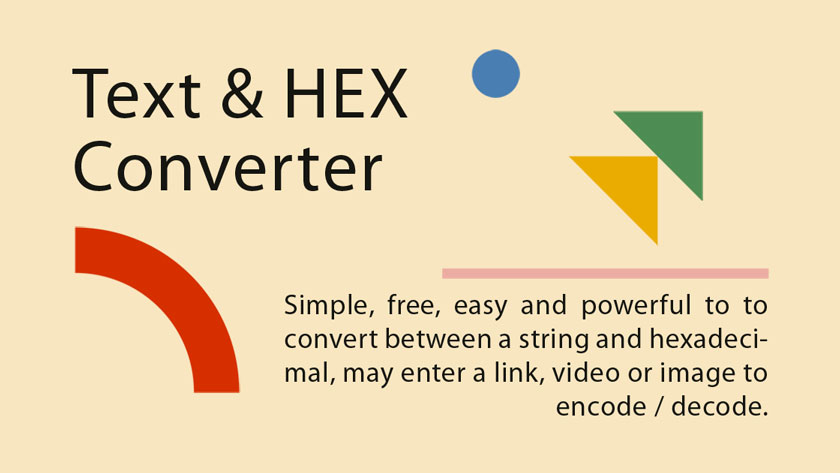 Text & HEX
Converter
Simple, free, easy and powerful to to
convert between a string and hexadeci-
mal, may enter a link, video or image to
encode / decode.